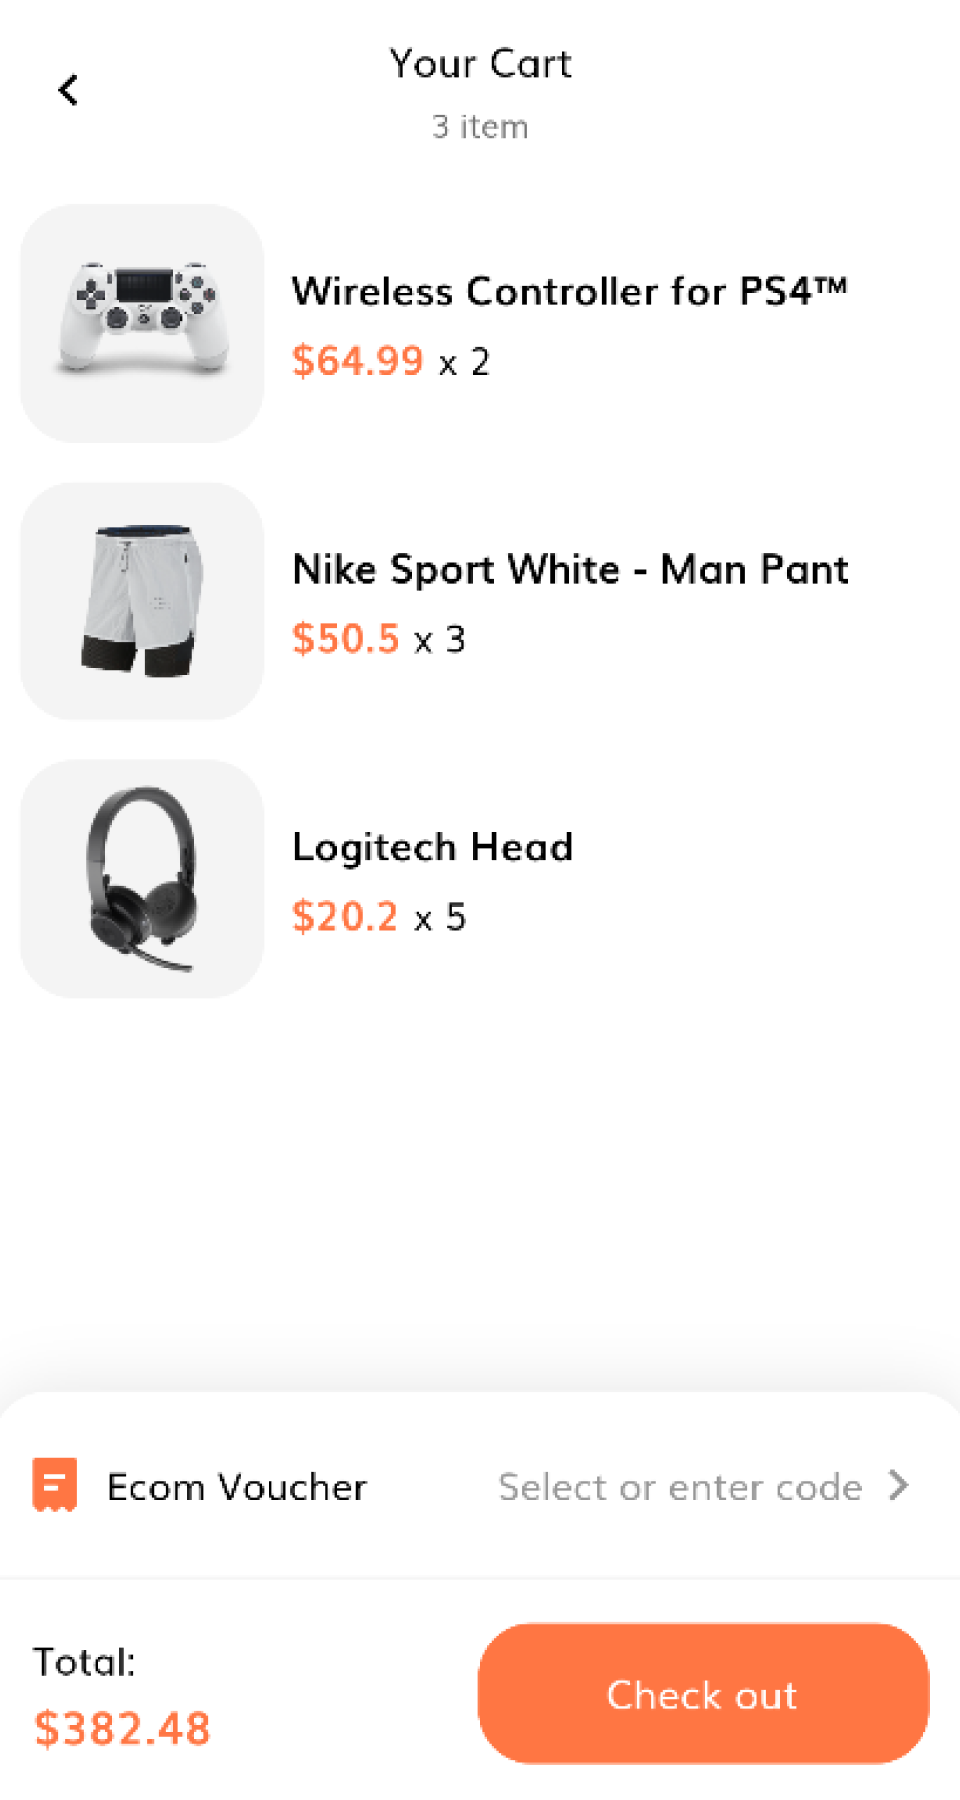 Your Cart
3 item
Wireless Controller for PS4™
$64.99 x 2
Nike Sport White - Man Pant
$50.5 x 3
Logitech Head
$20.2 x 5
Ecom Voucher
Select or enter code
Total:
$382.48
Check out